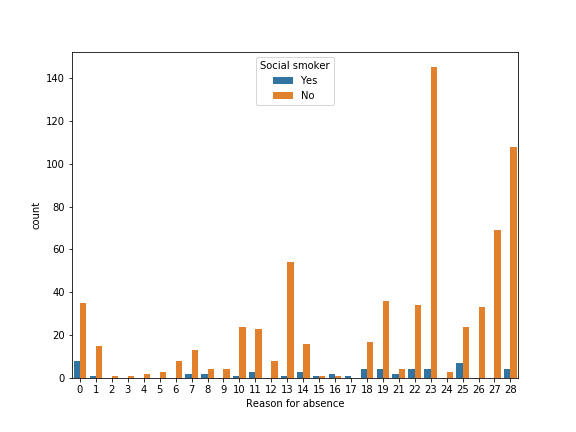 Social smoker
Yes
No
140
120
100
80
60
40
20
0
count
0 1 2 3 4 5 6 7 8 9 10 11 12 13 14 15 16 17 18 19 21 22 23 24 25 26 27 28
Reason for absence